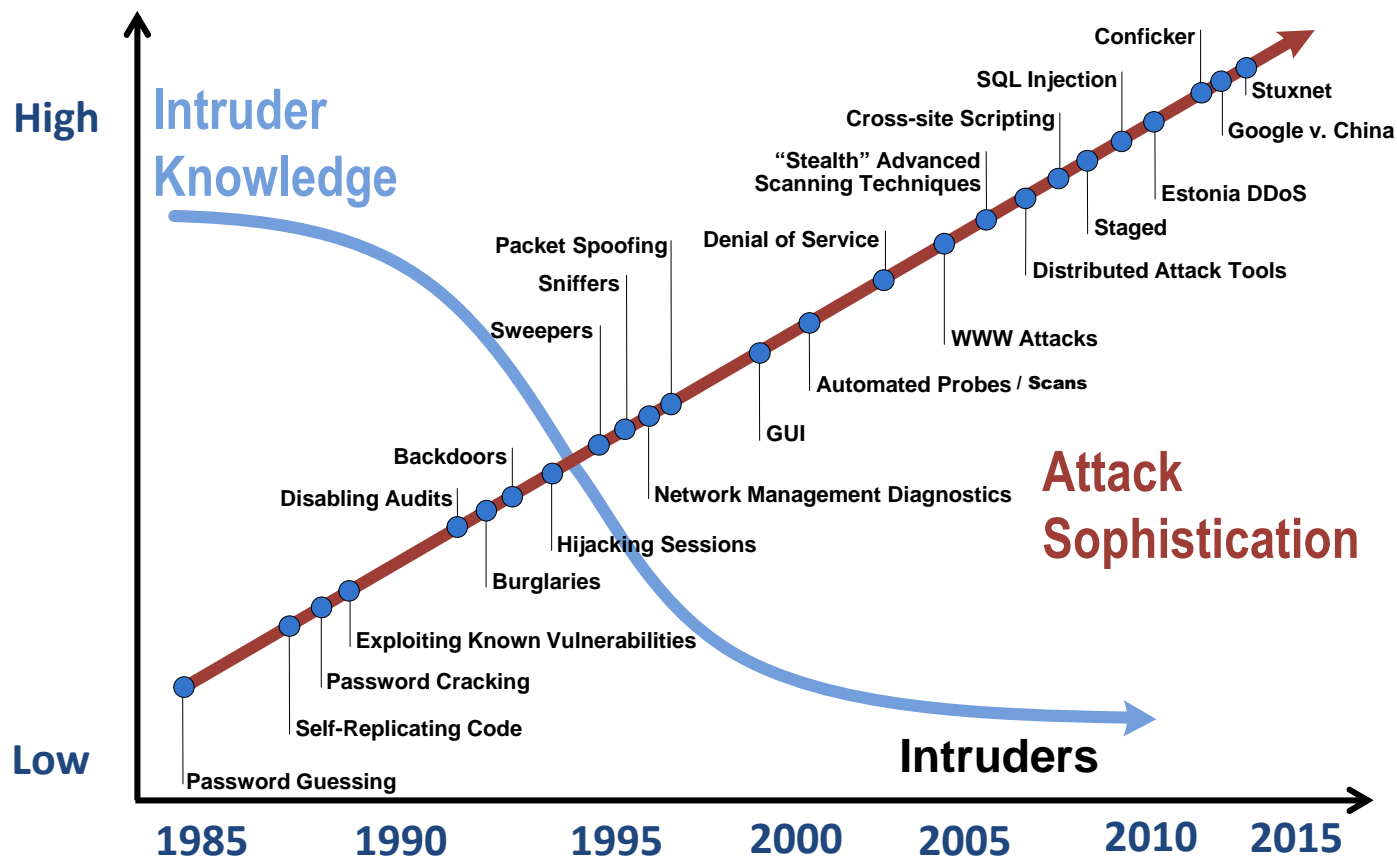 Conficker
SQL Injection
Stuxnet
High
Intruder
Knowledge
Cross-site Scripting
Google v. China
“Stealth” Advanced
Scanning Techniques
Estonia DDoS
Staged
Packet Spoofing
Denial of Service
Distributed Attack Tools
Sniffers
Sweepers
WWW Attacks
Automated Probes / Scans
GUI
Backdoors
Attack
Sophistication
Disabling Audits
Network Management Diagnostics
Hijacking Sessions
Burglaries
Exploiting Known Vulnerabilities
Password Cracking
Self-Replicating Code
Low
Intruders
Password Guessing
1985 1990 1995 2000 2005 2010 2015